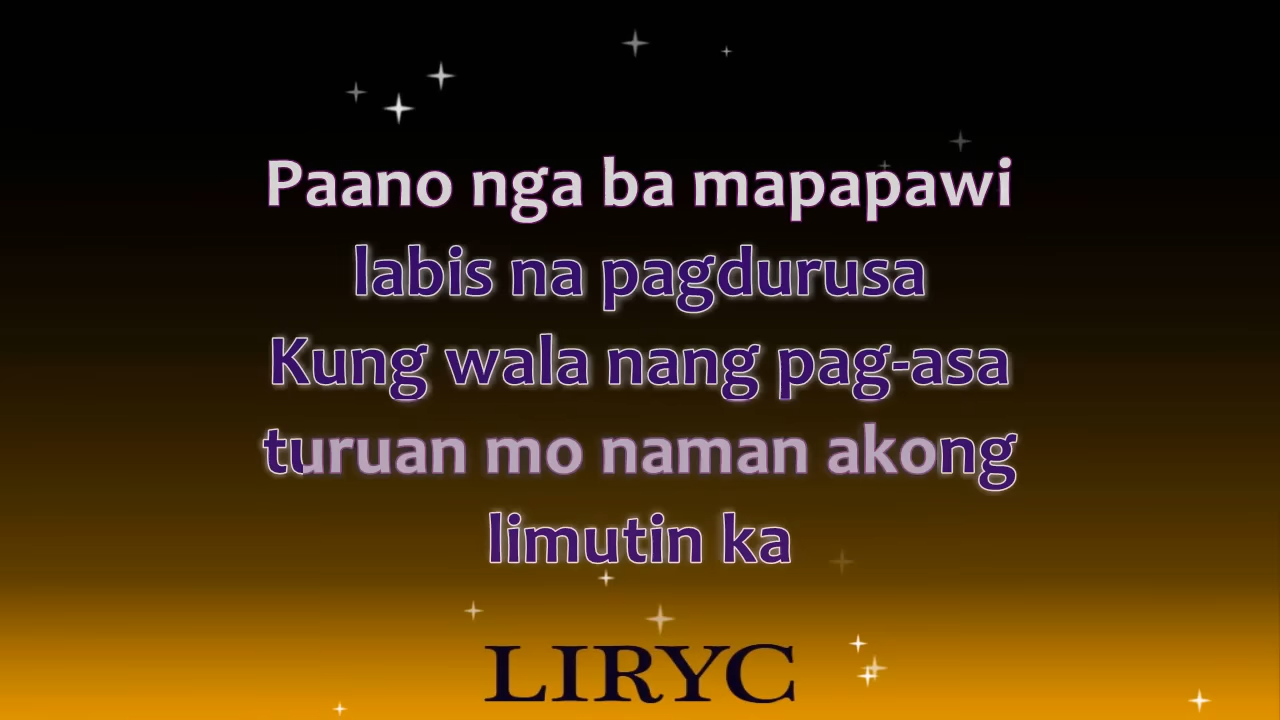 Paano nga ba mapapawi
labis na pagdurusa
Kung wala nang pag-asa
turuan mo naman akong
limutin ka
LIRYC